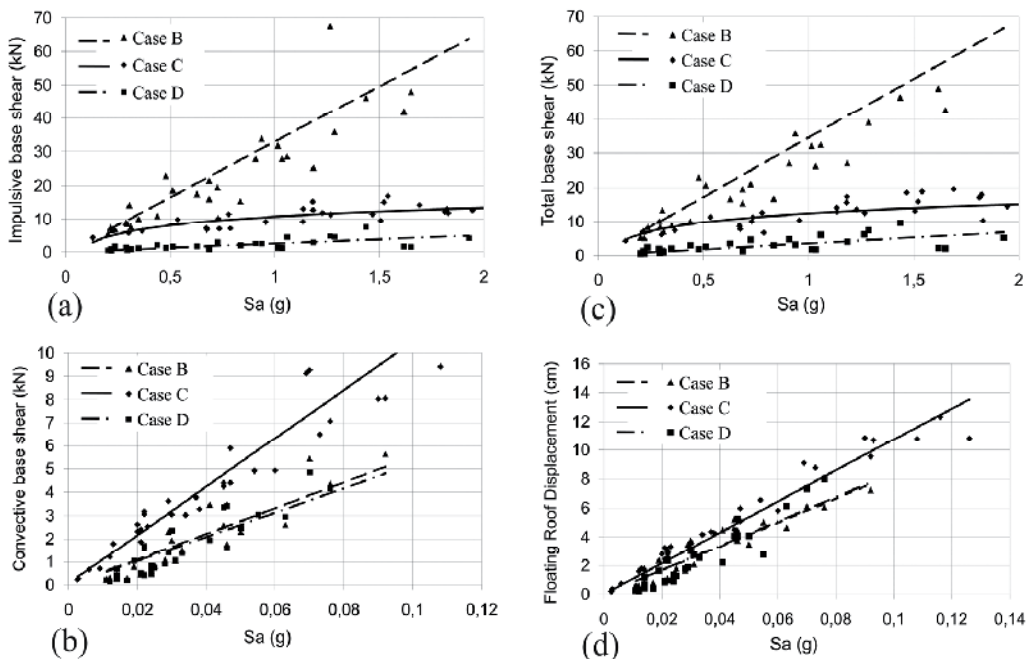 Impulsive base shear (kN)
70
60
50
40
30
20
10
0
Case B
Case C
Case D
0
0,5
1
1,5
2
Sa (g)
(a)
Total base shear (kN)
70
60
50
40
30
20
10
0
Case B
Case C
Case D
0
0,5
1
1,5
2
Sa (g)
(c)
Convective base shear (kN)
10
9
8
7
6
5
4
3
2
1
0
Case B
Case C
Case D
0
0,02
0,04
0,06
0,08
0,1
0,12
Sa (g)
(b)
Floating Roof Displacement (cm)
16
14
12
10
8
6
4
2
0
Case B
Case C
Case D
0
0,02
0,04
0,06
0,08
0,1
0,12
0,14
Sa (g)
(d)